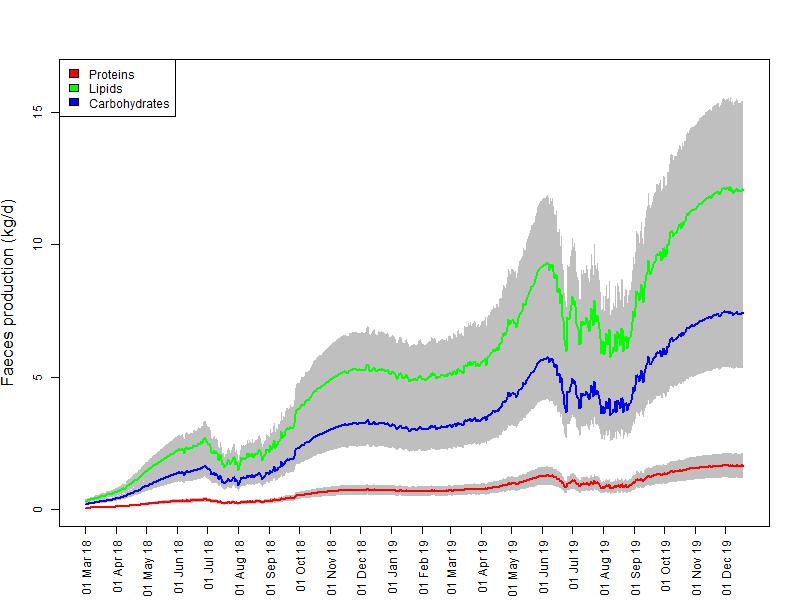 Proteins
Lipids
Carbohydrates
Faeces production (kg/d)
15
10
5
0
01 Mar 18
01 Apr 18
01 May 18
01 Jun 18
01 Jul 18
01 Aug 18
01 Sep 18
01 Oct 18
01 Nov 18
01 Dec 18
01 Jan 19
01 Feb 19
01 Mar 19
01 Apr 19
01 May 19
01 Jun 19
01 Jul 19
01 Aug 19
01 Sep 19
01 Oct 19
01 Nov 19
01 Dec 19